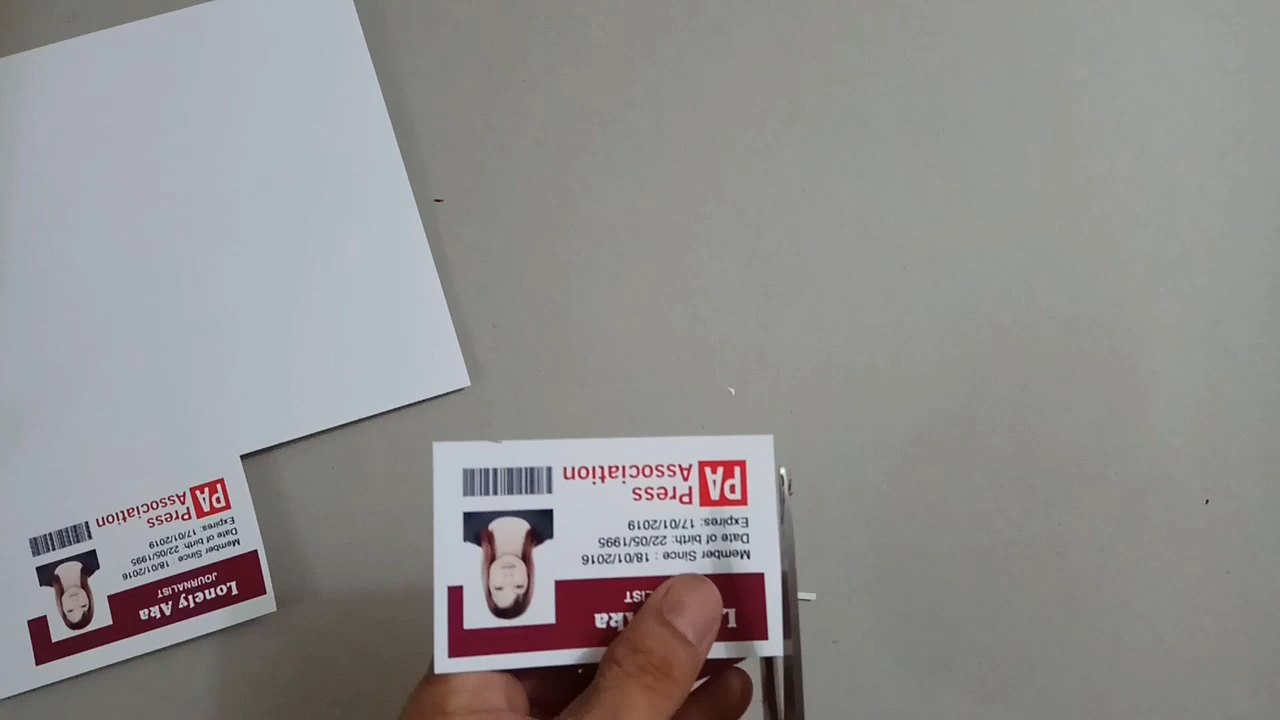 Lonely Aka
JOURNALIST
Member Since : 18/01/2016
Date of birth: 22/05/1995
Expires: 17/01/2019
PA Press
Association
L
ka
LIST
Member Since : 18/01/2016
Date of birth: 22/05/1995
Expires: 17/01/2019
PA Press
Association